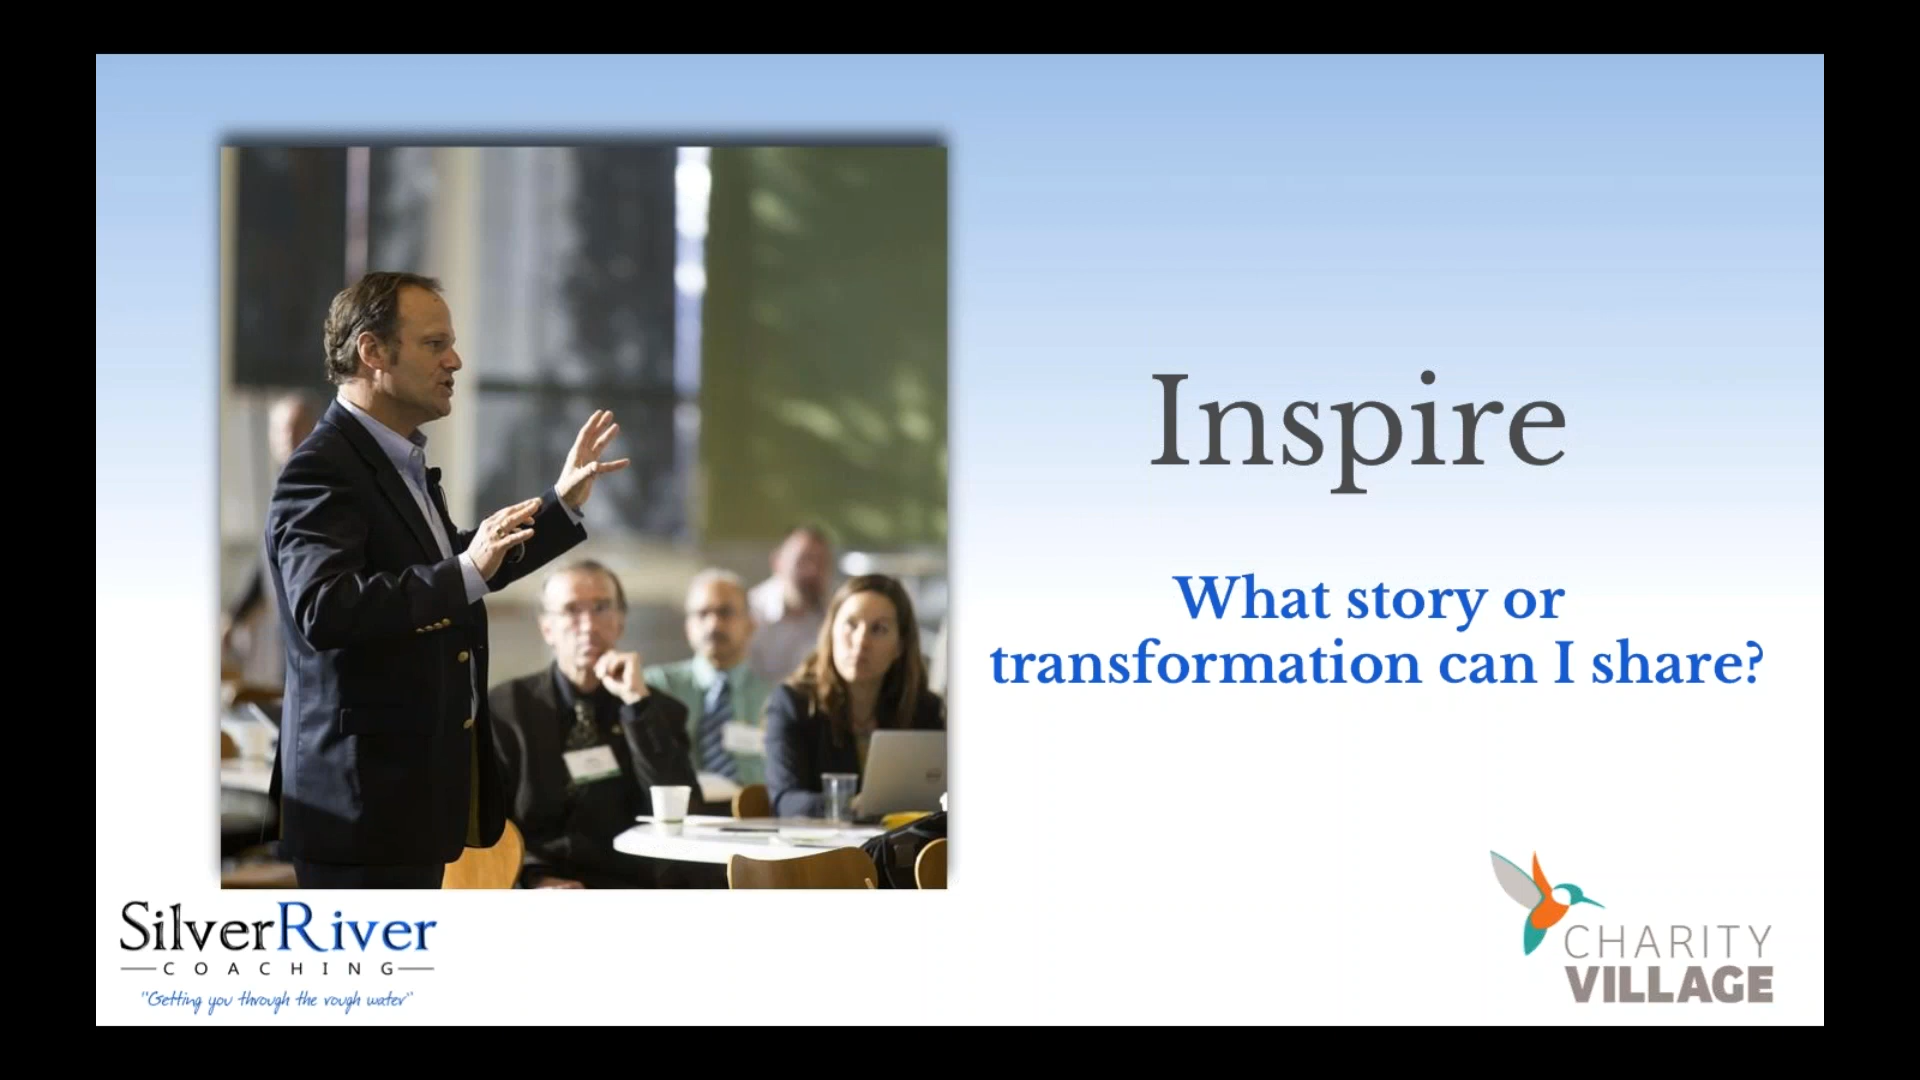 Inspire
What story or
transformation can I share?
SilverRiver
COACHING
"Getting you through the rough water"
CHARITY
VILLAGE